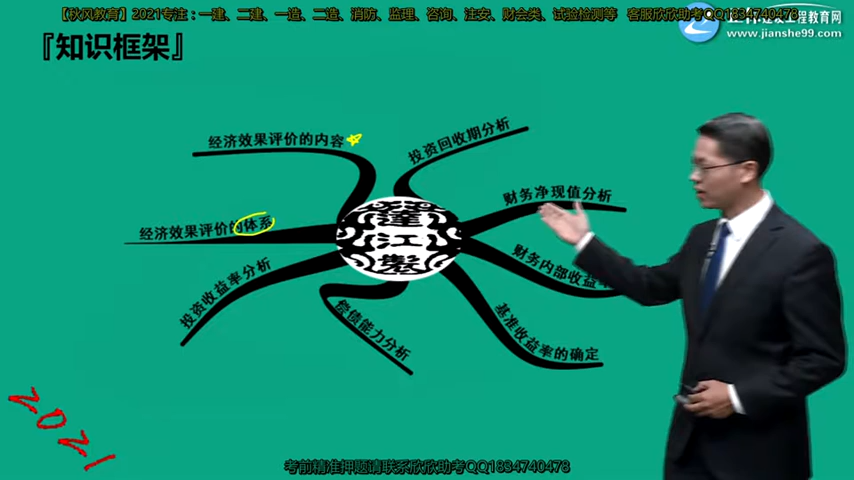 【秋风教育】2021专注：一建、二建、一造、二造、消防、监理、咨询、注安、财会类、试验检测等 客服欣欣助考QQ1834740478
工程教育网
www.jianshe99.com
『知识框架』
经济效果评价的内容
投资回收期分析
财务净现值分析
经济效果评价的体系
财务内部收益
投资收益率分析
偿债能力分析
基准收益率的确定
2021
考前精准押题请联系欣欣助考QQ1834740478